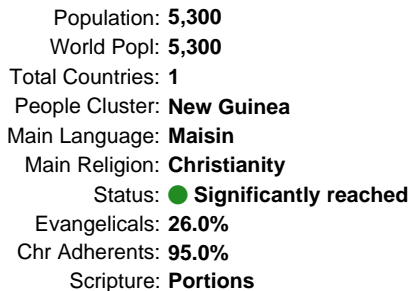 Population: 5,300
World Popl: 5,300
Total Countries: 1
People Cluster: New Guinea
Main Language: Maisin
Main Religion: Christianity
Status: Significantly reached
Evangelicals: 26.0%
Chr Adherents: 95.0%
Scripture: Portions